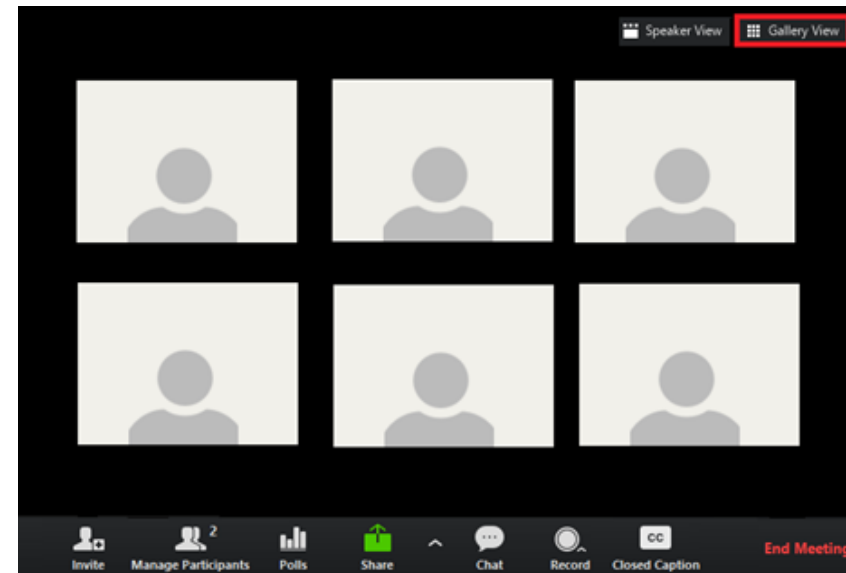 Speaker View Gallery View
2
Invite Manage Participants Polls Share Chat Record CC Closed Caption End Meeting